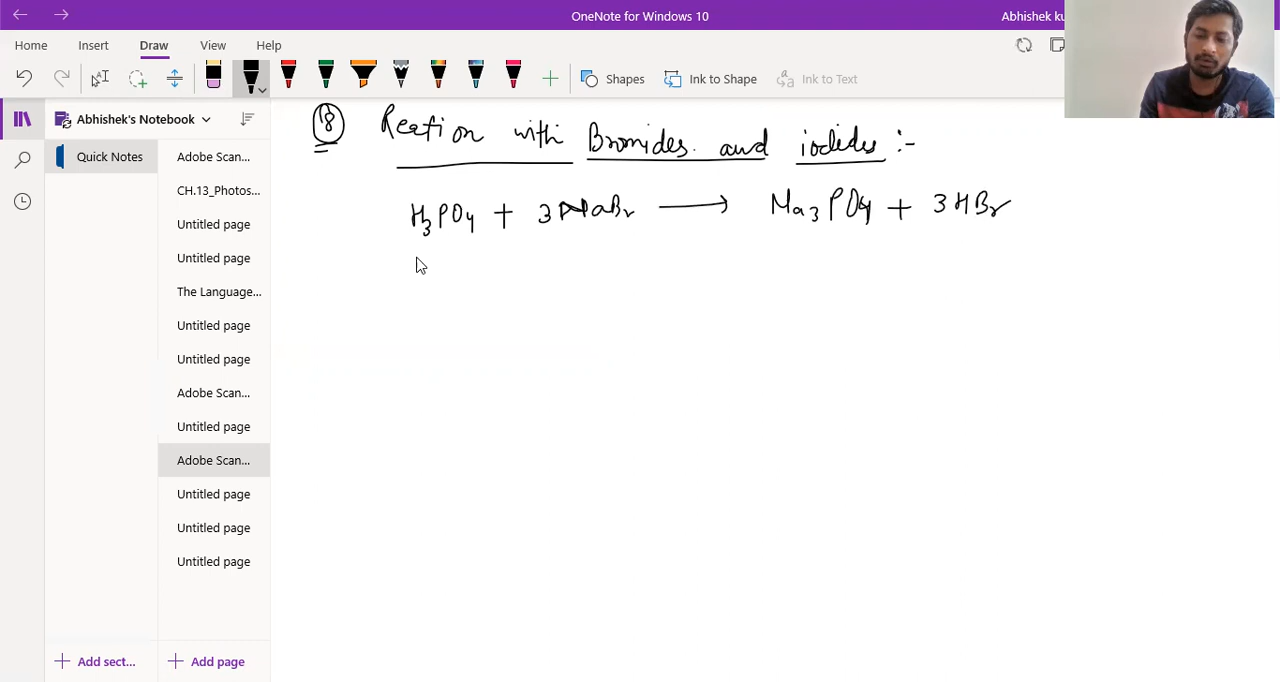 OneNote for Windows 10
Abhishek ku
Home Insert Draw View Help
Shapes Ink to Shape Ink to Text
Abhishek's Notebook
Quick Notes
Adobe Scan...
CH.13_Photos...
Untitled page
Untitled page
The Language...
Untitled page
Untitled page
Adobe Scan...
Untitled page
Adobe Scan...
Untitled page
Untitled page
Untitled page
Add sect... Add page
18 Reation with Bromides and iodides :-
H3PO4 + 3NaBr → Na3PO4 + 3HBr